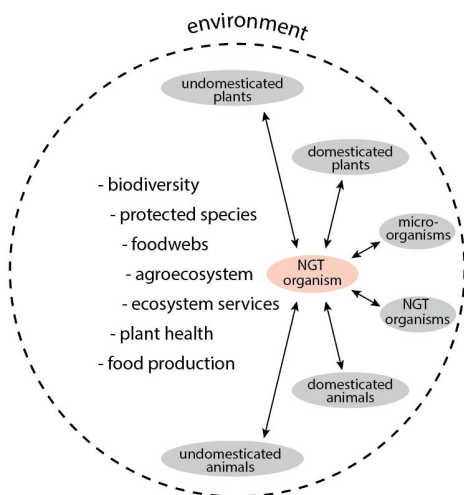 environment
undomesticated
plants
domesticated
plants
- biodiversity
- protected species
- foodwebs
- agroecosystem
- ecosystem services
- plant health
- food production
micro-
organisms
NGT
organism
NGT
organisms
domesticated
animals
undomesticated
animals